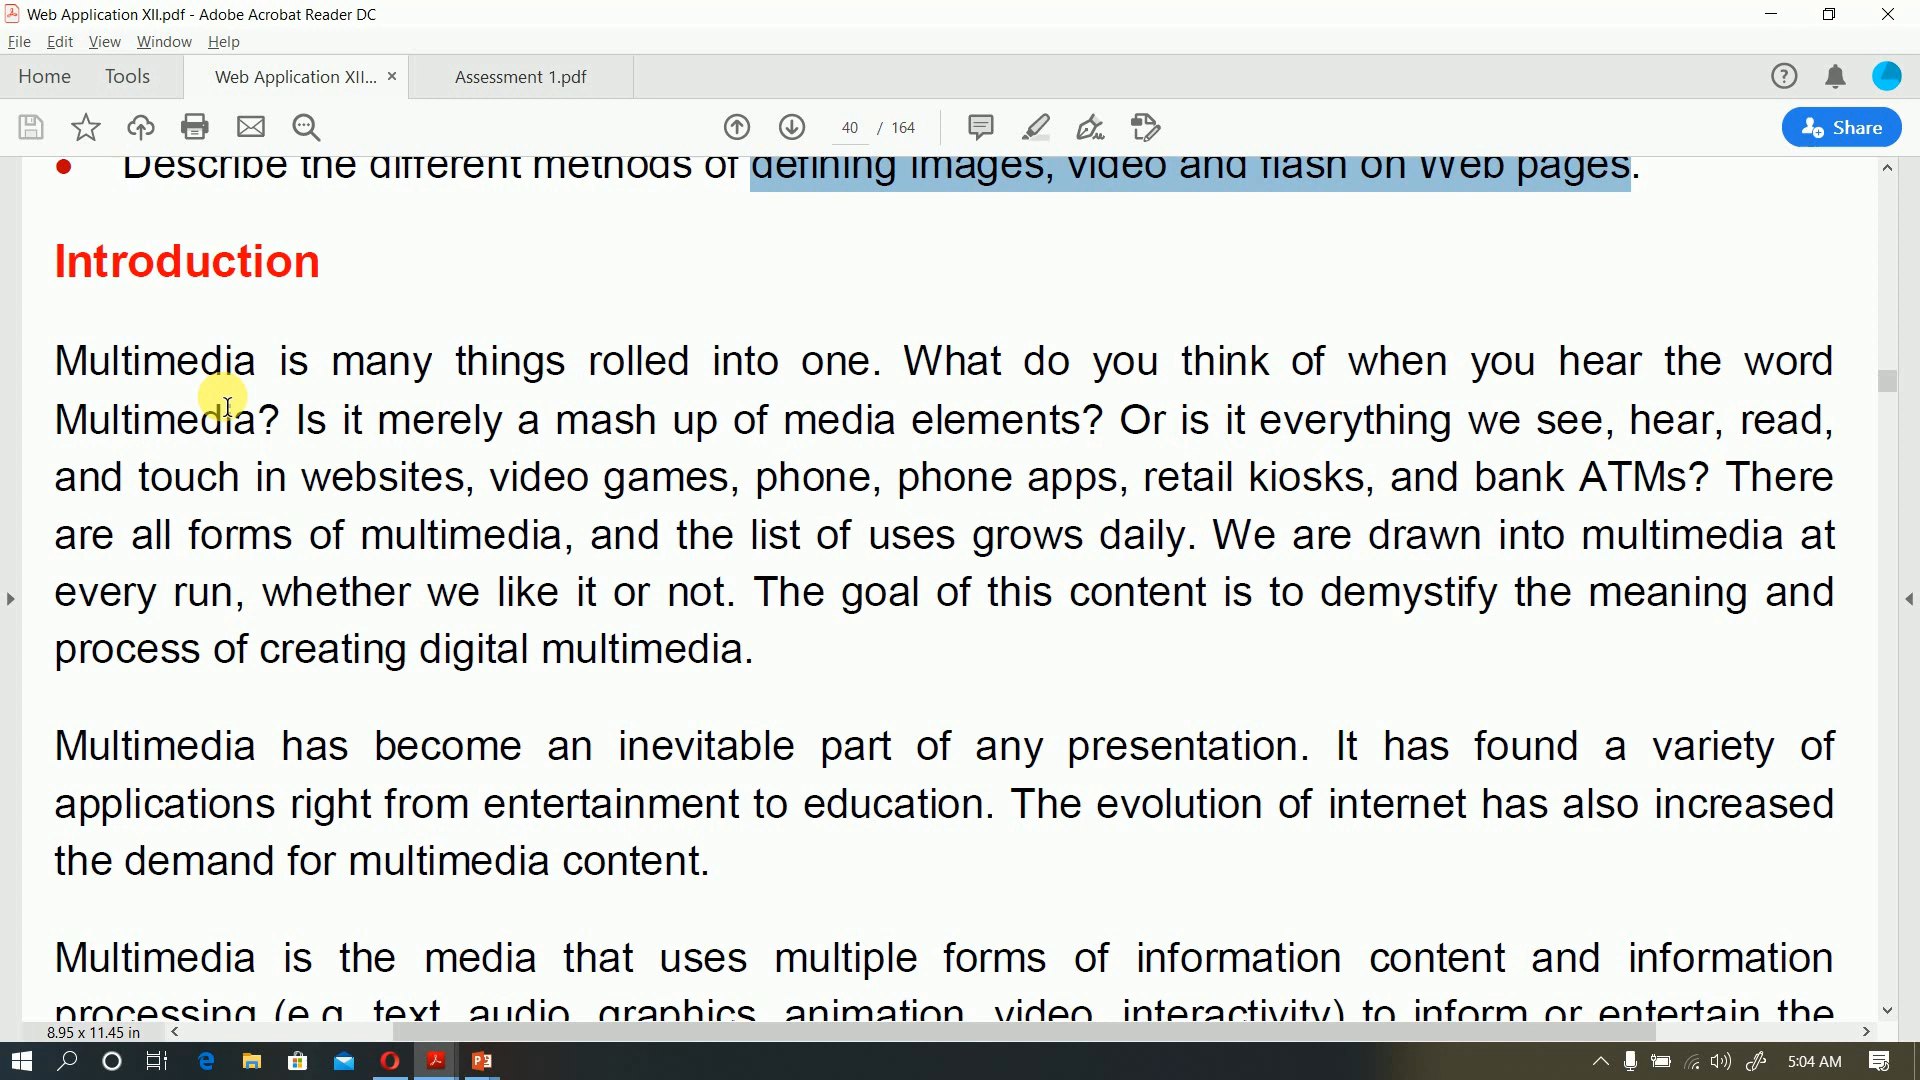 Web Application XII.pdf - Adobe Acrobat Reader DC
File Edit View Window Help
Home Tools Web Application XII... × Assessment 1.pdf
40 / 164 Share
Describe the different methods of defining images, video and flash on Web pages.
Introduction
Multimedia is many things rolled into one. What do you think of when you hear the word
Multimedia? Is it merely a mash up of media elements? Or is it everything we see, hear, read,
and touch in websites, video games, phone, phone apps, retail kiosks, and bank ATMs? There
are all forms of multimedia, and the list of uses grows daily. We are drawn into multimedia at
every run, whether we like it or not. The goal of this content is to demystify the meaning and
process of creating digital multimedia.
Multimedia has become an inevitable part of any presentation. It has found a variety of
applications right from entertainment to education. The evolution of internet has also increased
the demand for multimedia content.
Multimedia is the media that uses multiple forms of information content and information
processing (e.g. text, audio, graphics, animation, video, interactivity) to inform or entertain the
8.95 x 11.45 in
5:04 AM